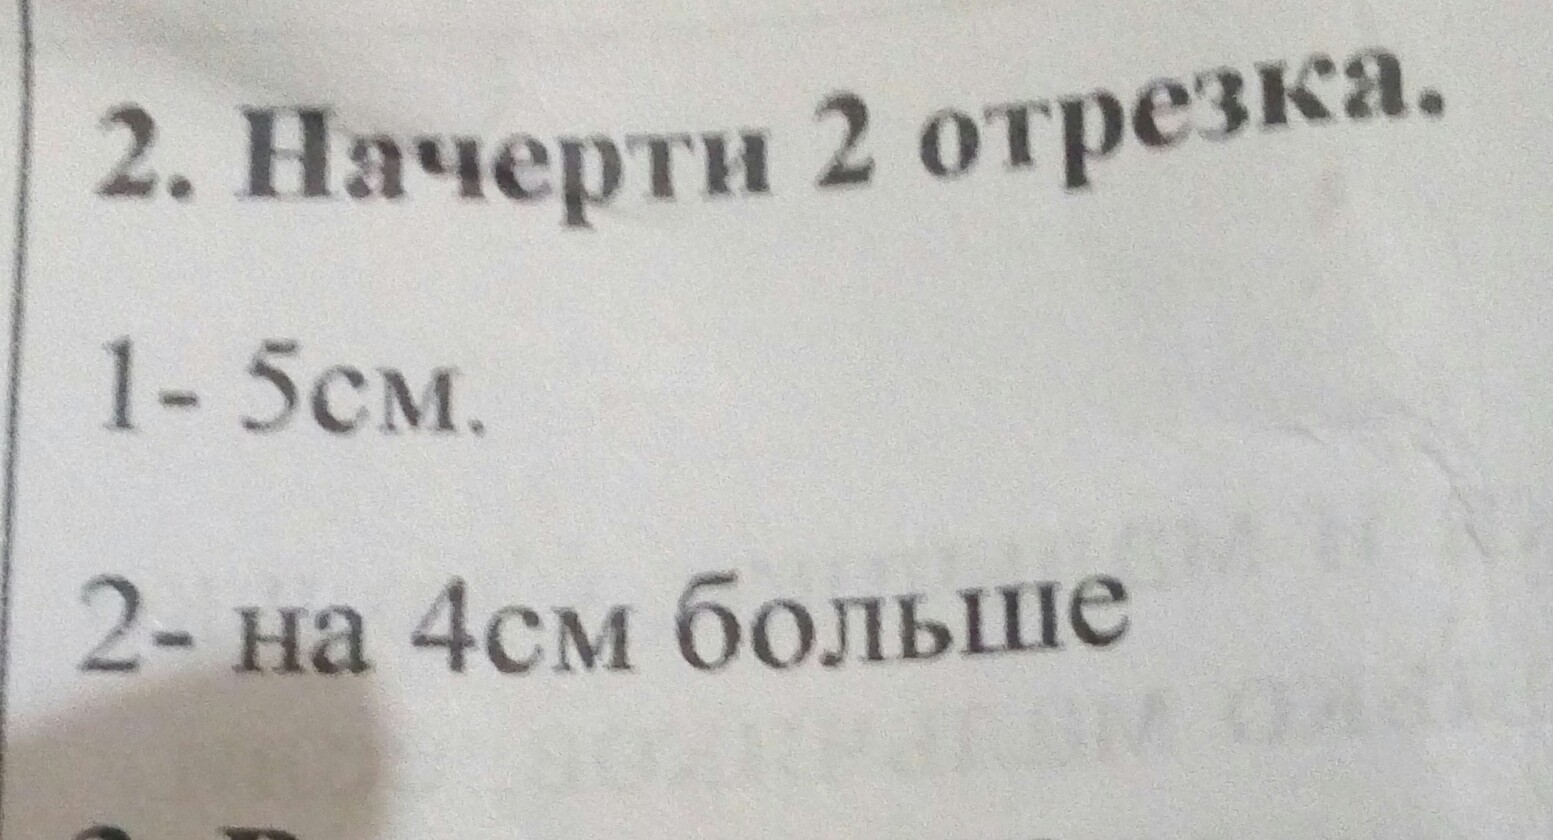 2. Начерти 2 отрезка.
1- 5см.
2- на 4см больше